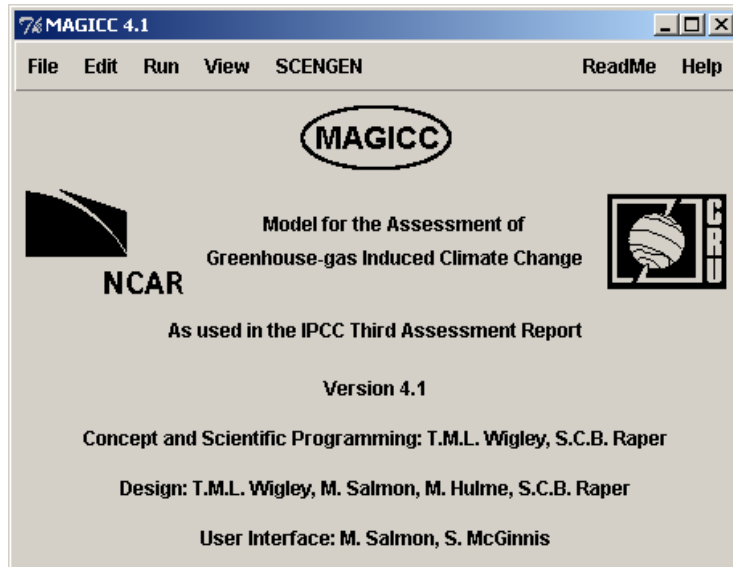 MAGICC 4.1
File Edit Run View SCENGEN ReadMe Help
MAGICC
NCAR
Model for the Assessment of
Greenhouse-gas Induced Climate Change
CRU
As used in the IPCC Third Assessment Report
Version 4.1
Concept and Scientific Programming: T.M.L. Wigley, S.C.B. Raper
Design: T.M.L. Wigley, M. Salmon, M. Hulme, S.C.B. Raper
User Interface: M. Salmon, S. McGinnis